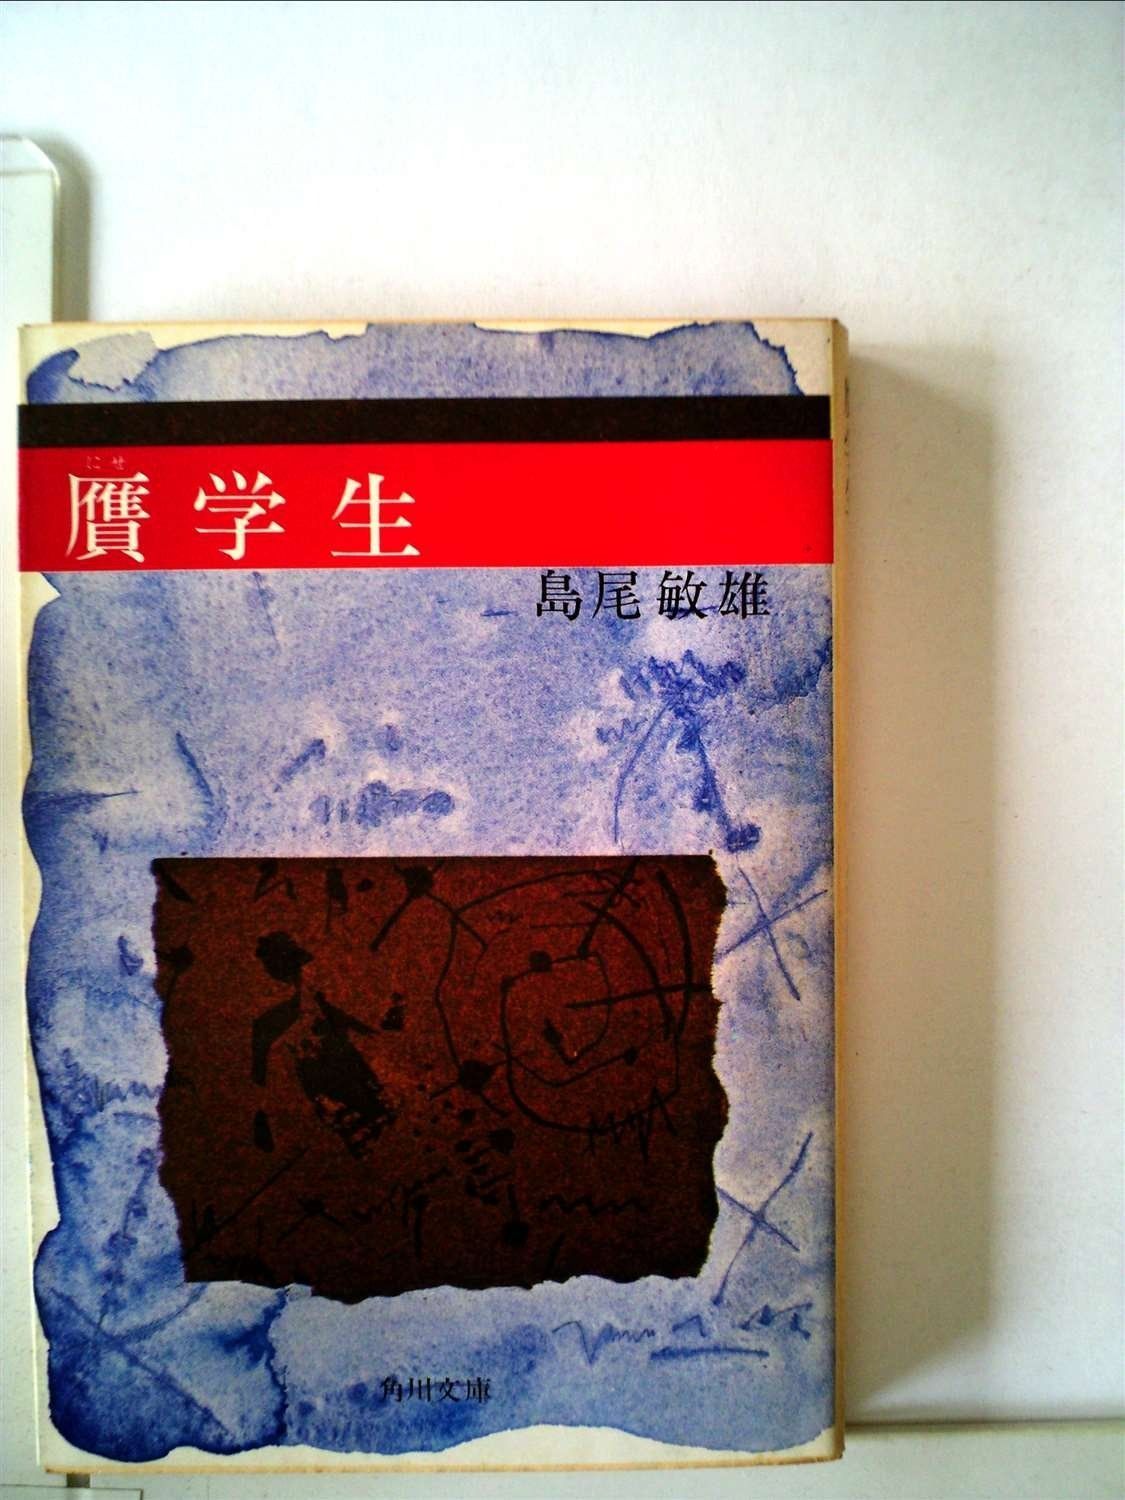 にせ
贋学生
島尾敏雄
角川文庫